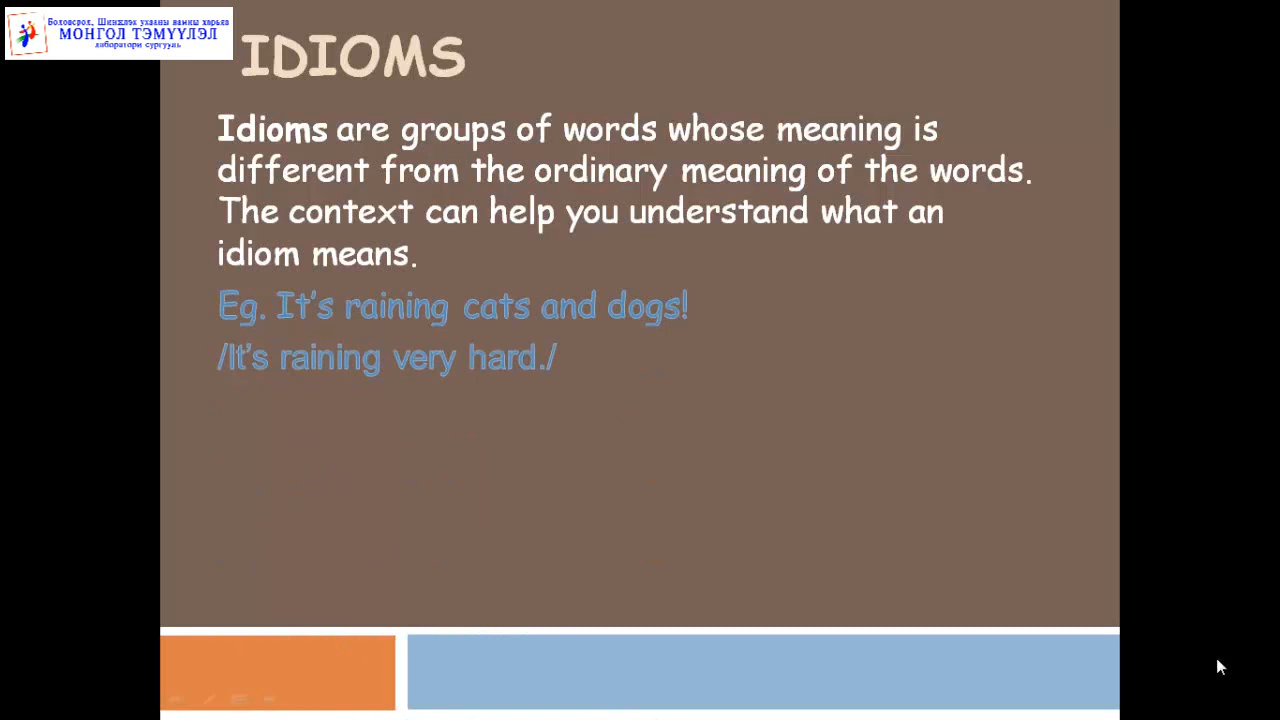 Боловсрол, Шинжлэх ухааны яамны харьяа
МОНГОЛ ТЭМҮҮЛЭЛ
лаборатори сургууль
IDIOMS
Idioms are groups of words whose meaning is
different from the ordinary meaning of the words.
The context can help you understand what an
idiom means.
Eg. It’s raining cats and dogs!
/It’s raining very hard./